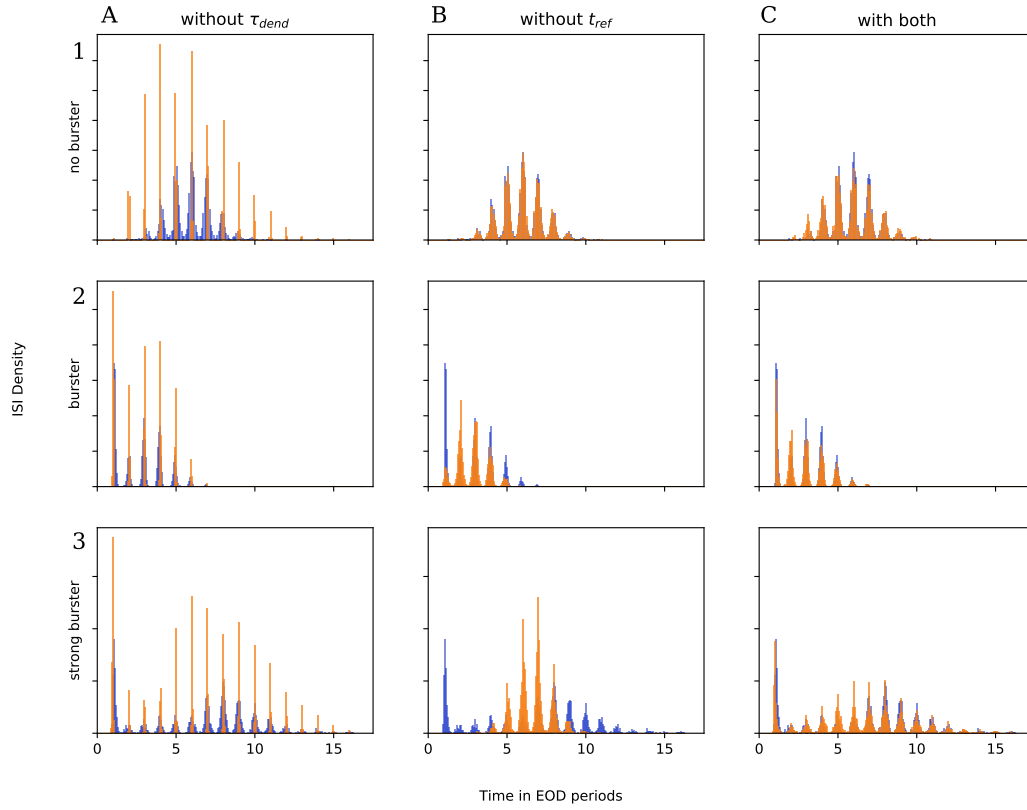 A
without τdend
B
without tref
C
with both
1
no burster
2
burster
ISI Density
3
strong burster
0 5 10 15
0 5 10 15
0 5 10 15
Time in EOD periods